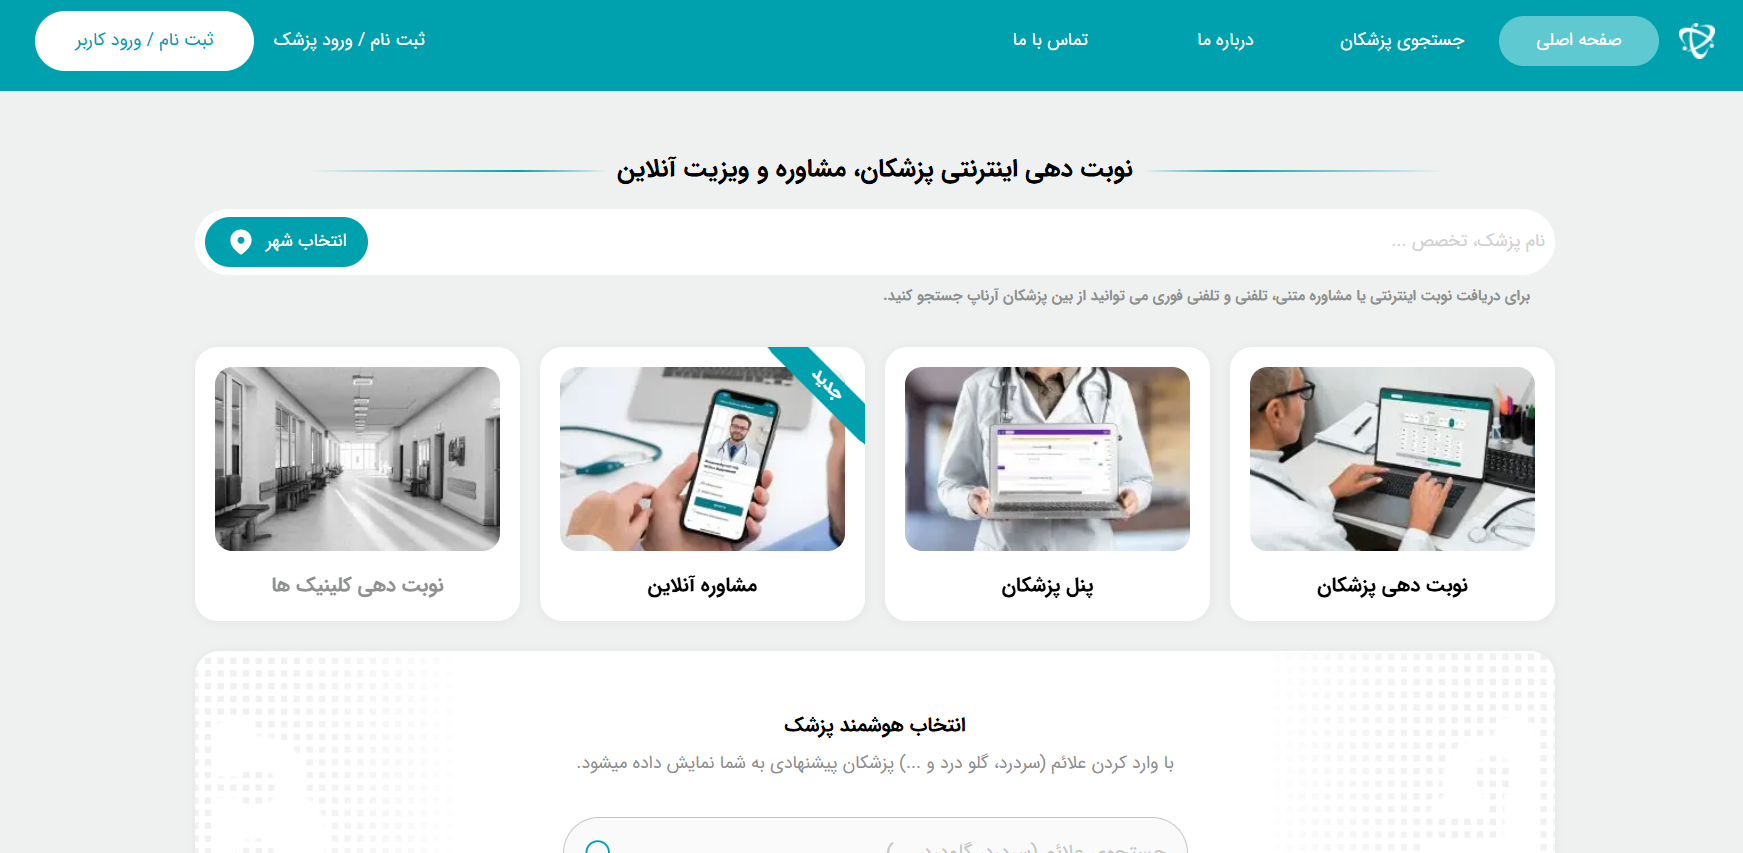 صفحه اصلی
جستجوی پزشکان
درباره ما
تماس با ما
ثبت نام / ورود پزشک
ثبت نام / ورود کاربر
نوبت دهی اینترنتی پزشکان، مشاوره و ویزیت آنلاین
نام پزشک، تخصص ...
انتخاب شهر
برای دریافت نوبت اینترنتی یا مشاوره متنی، تلفنی و تلفنی فوری می توانید از بین پزشکان آرناپ جستجو کنید.
جدید
نوبت دهی پزشکان
پنل پزشکان
مشاوره آنلاین
نوبت دهی کلینیک ها
انتخاب هوشمند پزشک
با وارد کردن علائم (سردرد، گلو درد و ...) پزشکان پیشنهادی به شما نمایش داده میشود.
جستجوی علائم (سردرد، گلودرد، ...)